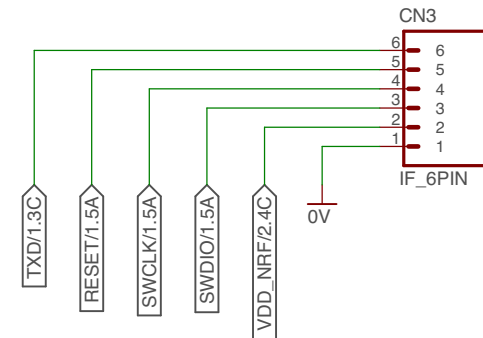 CN3
6 6
5 5
4 4
3 3
2 2
1 1
IF_6PIN
0V
TXD/1.3C
RESET/1.5A
SWCLK/1.5A
SWDIO/1.5A
VDD_NRF/2.4C